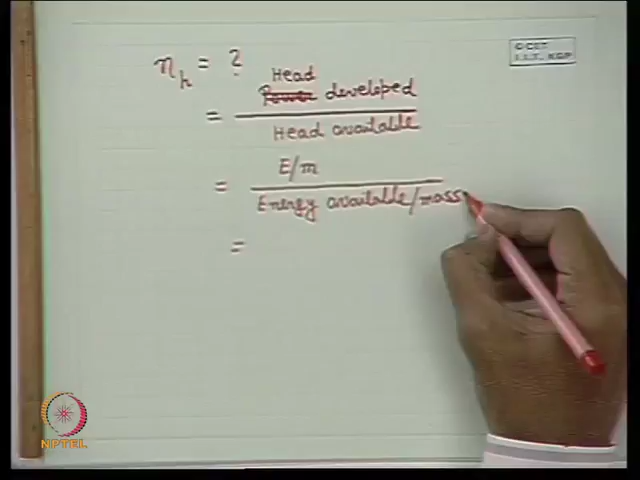 η_h = ?
© CET
I.I.T. KGP
Head
= Power developed
Head available
= E/m
Energy available/mass
=
NPTEL